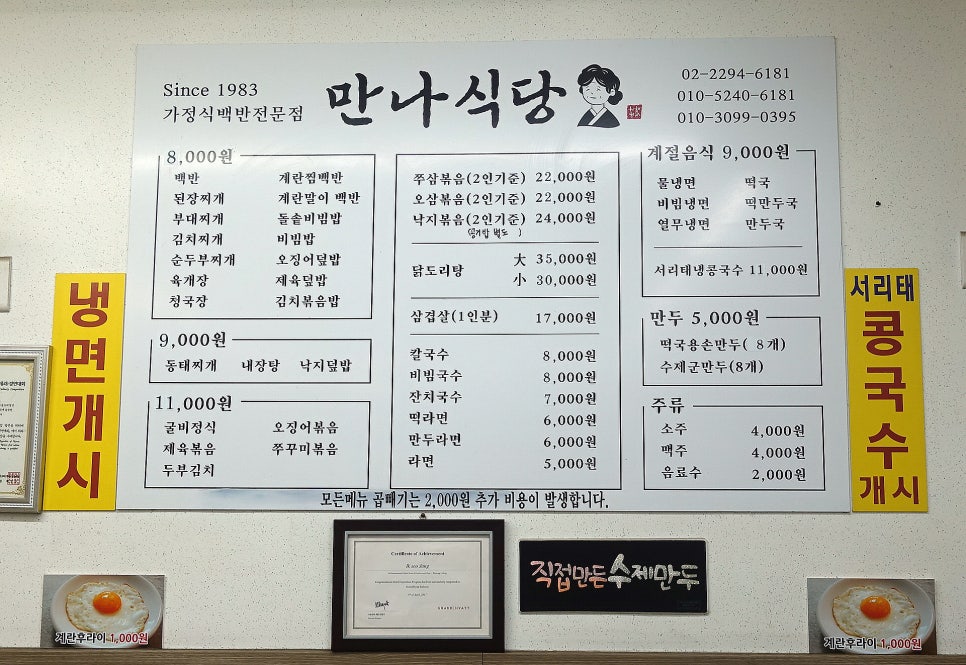 Since 1983
가정식백반전문점
만나식당
02-2294-6181
010-5240-6181
010-3099-0395
8,000원
백반 계란찜백반
된장찌개 계란말이 백반
부대찌개 돌솥비빔밥
김치찌개 비빔밥
순두부찌개 오징어덮밥
육개장 제육덮밥
청국장 김치볶음밥
9,000원
동태찌개 내장탕 낙지덮밥
11,000원
굴비정식 오징어볶음
제육볶음 쭈꾸미볶음
두부김치
쭈삼볶음(2인기준) 22,000원
오삼볶음(2인기준) 22,000원
낙지볶음(2인기준) 24,000원
(공기밥 별도 )
닭도리탕 大 35,000원
小 30,000원
삼겹살(1인분) 17,000원
칼국수 8,000원
비빔국수 8,000원
잔치국수 7,000원
떡라면 6,000원
만두라면 6,000원
라면 5,000원
계절음식 9,000원
물냉면 떡국
비빔냉면 떡만두국
열무냉면 만두국
서리태냉콩국수 11,000원
만두 5,000원
떡국용손만두( 8개)
수제군만두(8개)
주류
소주 4,000원
맥주 4,000원
음료수 2,000원
모든메뉴 곱빼기는 2,000원 추가 비용이 발생합니다.
냉면개시
서리태
콩국수
개시
Certificate of Achievement
GRAND HYATT
직접만든수제만두
계란후라이 1,000원
계란후라이 1,000원